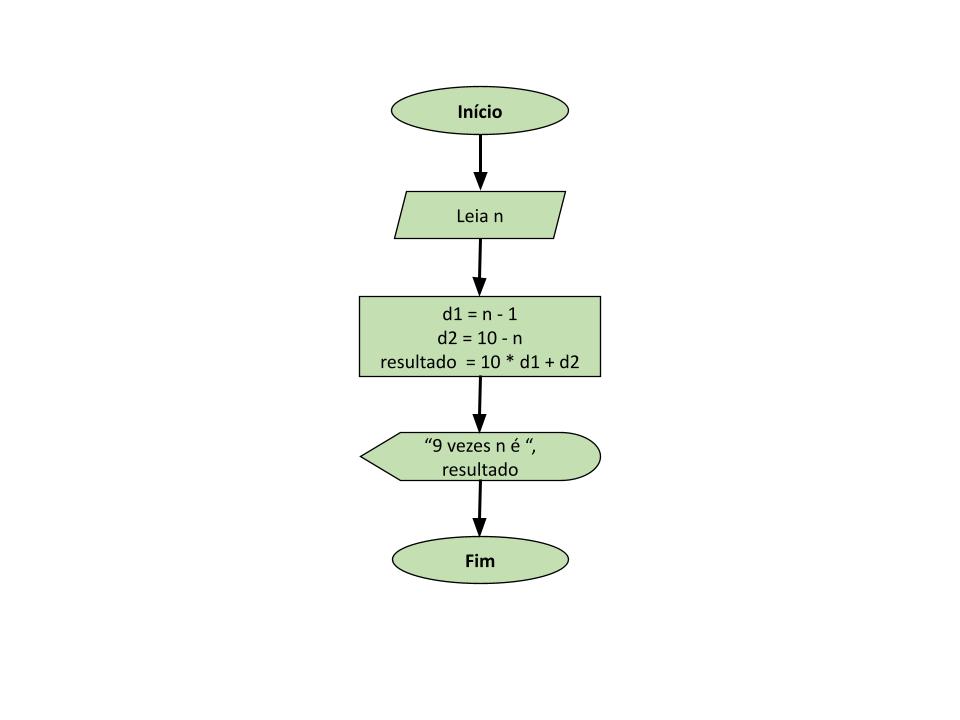 Início
Leia n
d1 = n - 1
d2 = 10 - n
resultado  = 10 * d1 + d2
“9 vezes n é “,
resultado
Fim